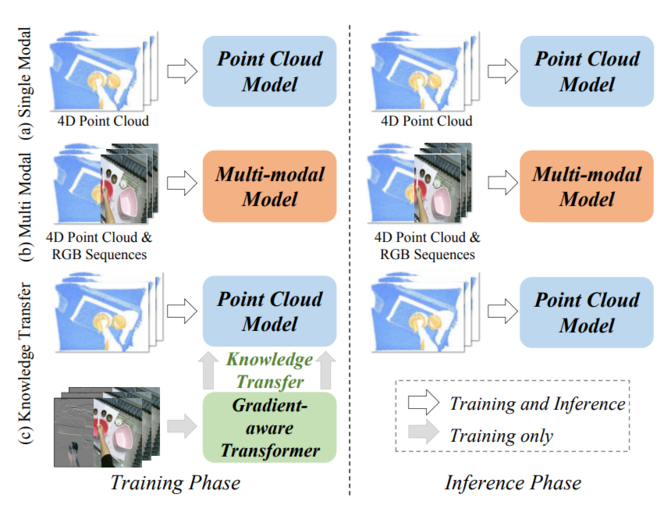 (a) Single Modal
Point Cloud
Model
4D Point Cloud
Point Cloud
Model
4D Point Cloud
(b) Multi Modal
Multi-modal
Model
4D Point Cloud &
RGB Sequences
Multi-modal
Model
4D Point Cloud &
RGB Sequences
(c) Knowledge Transfer
Point Cloud
Model
Knowledge
Transfer
Gradient-
aware
Transformer
Point Cloud
Model
Training and Inference
Training only
Training Phase
Inference Phase